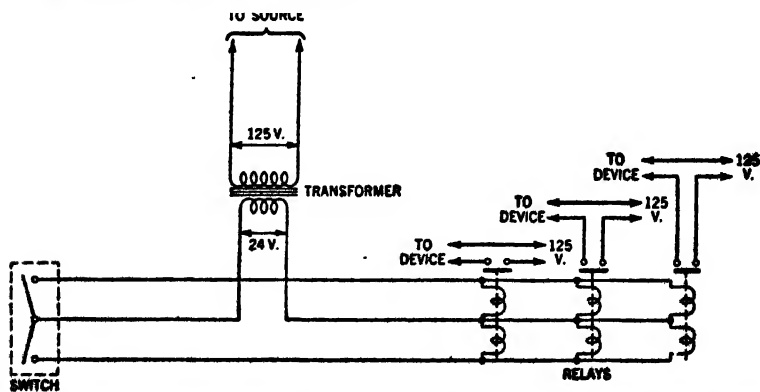 TO SOURCE
125 V.
TRANSFORMER
24 V.
TO DEVICE
125 V.
TO DEVICE
125 V.
TO DEVICE
125 V.
SWITCH
RELAYS